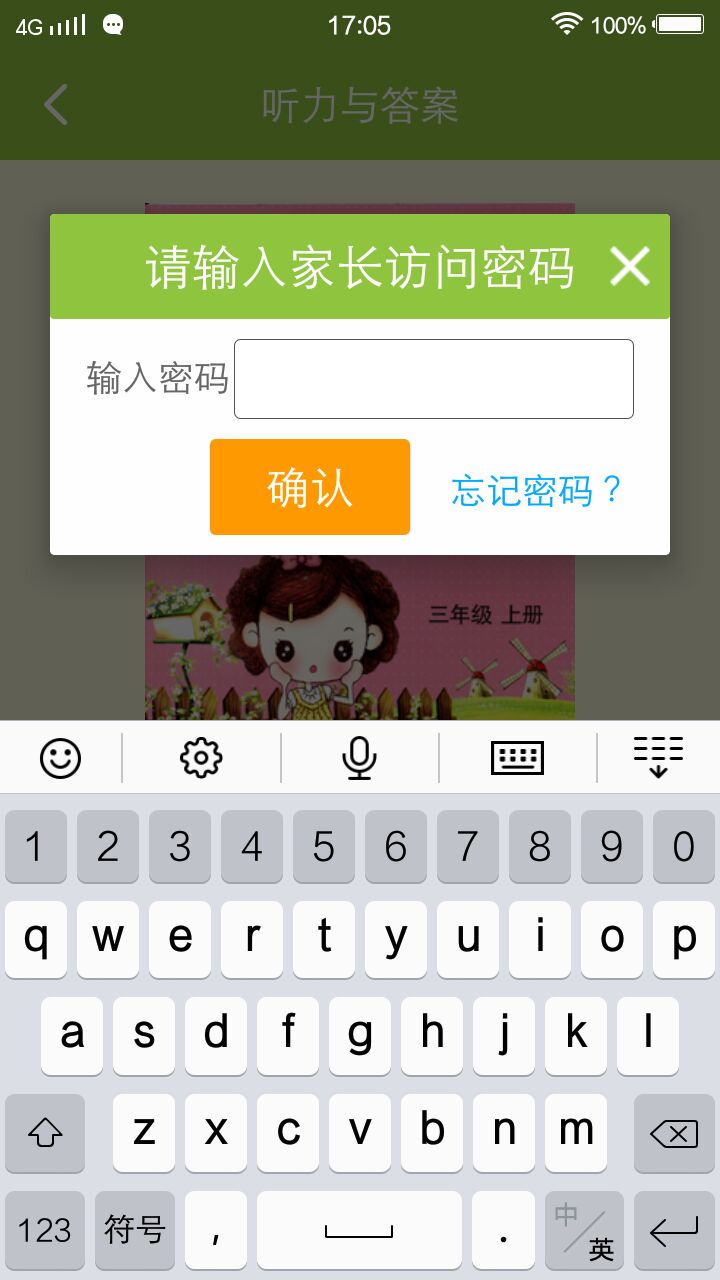 4G 17:05 100%
听力与答案
请输入家长访问密码
输入密码
确认 忘记密码？
三年级 上册
1 2 3 4 5 6 7 8 9 0
q w e r t y u i o p
a s d f g h j k l
z x c v b n m
123 符号 , . 中/英